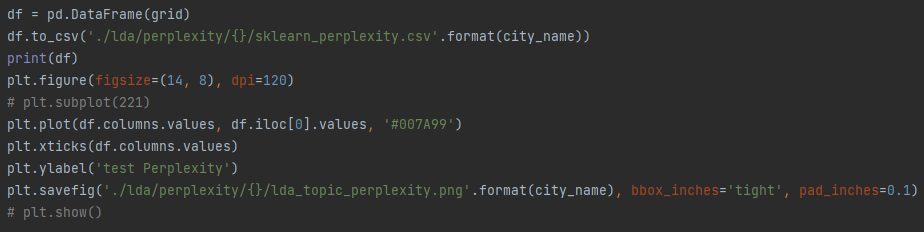 df = pd.DataFrame(grid)
df.to_csv('./lda/perplexity/{}/sklearn_perplexity.csv'.format(city_name))
print(df)
plt.figure(figsize=(14, 8), dpi=120)
# plt.subplot(221)
plt.plot(df.columns.values, df.iloc[0].values, '#007A99')
plt.xticks(df.columns.values)
plt.ylabel('test Perplexity')
plt.savefig('./lda/perplexity/{}/lda_topic_perplexity.png'.format(city_name), bbox_inches='tight', pad_inches=0.1)
# plt.show()